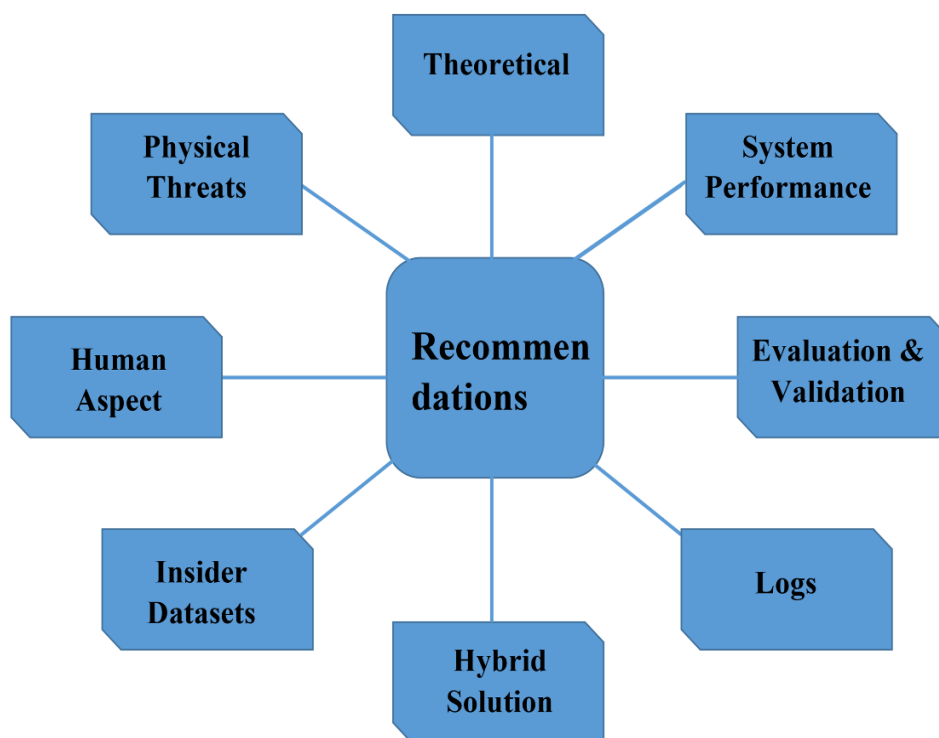 Theoretical
Physical
Threats
System
Performance
Recommen
dations
Human
Aspect
Evaluation &
Validation
Insider
Datasets
Logs
Hybrid
Solution